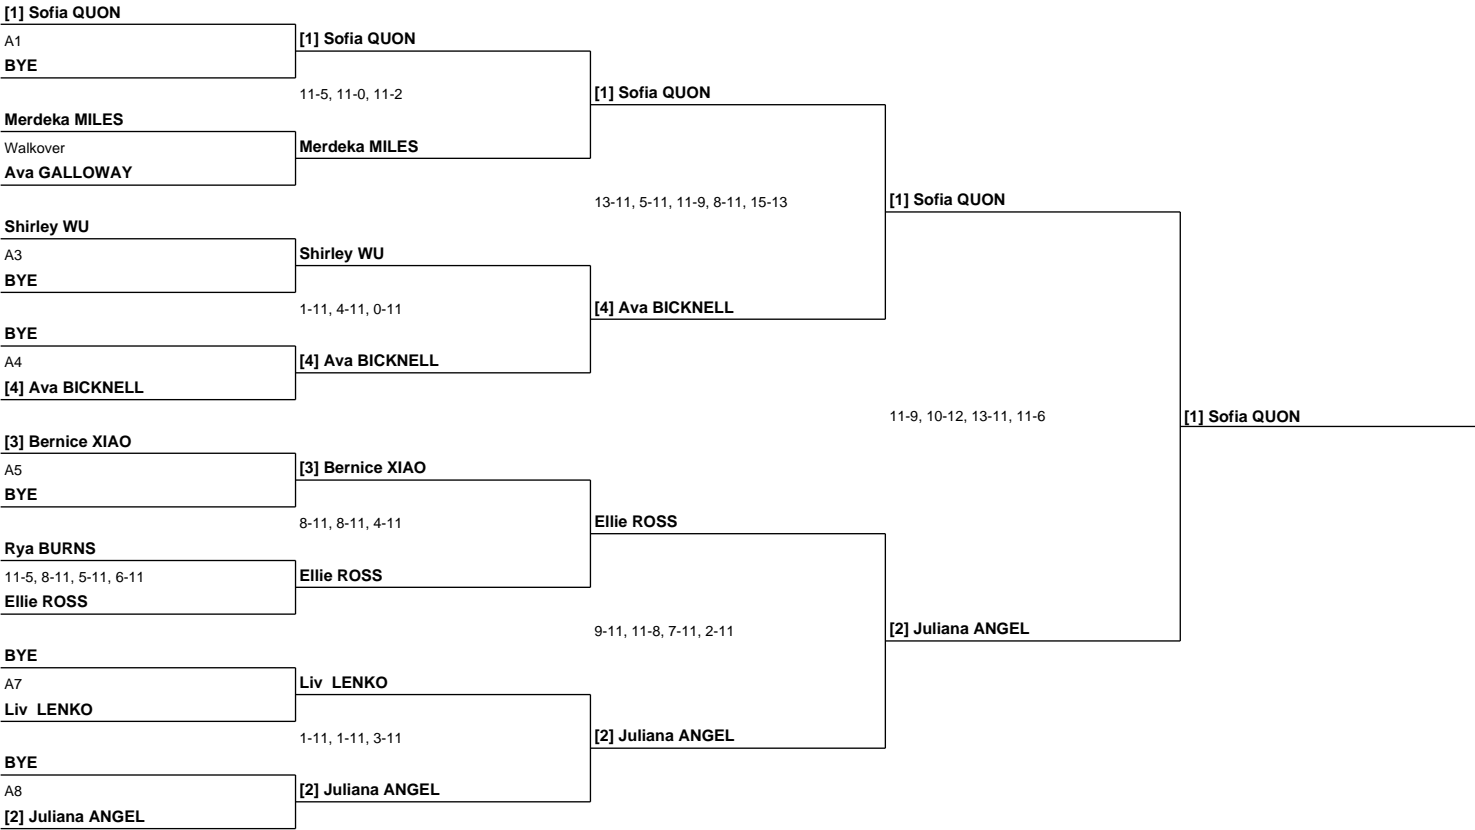 [1] Sofia QUON
A1
BYE
Merdeka MILES
Walkover
Ava GALLOWAY
Shirley WU
A3
BYE
BYE
A4
[4] Ava BICKNELL
[3] Bernice XIAO
A5
BYE
Rya BURNS
11-5, 8-11, 5-11, 6-11
Ellie ROSS
BYE
A7
Liv  LENKO
BYE
A8
[2] Juliana ANGEL
[1] Sofia QUON
11-5, 11-0, 11-2
Merdeka MILES
Shirley WU
1-11, 4-11, 0-11
[4] Ava BICKNELL
[3] Bernice XIAO
8-11, 8-11, 4-11
Ellie ROSS
Liv  LENKO
1-11, 1-11, 3-11
[2] Juliana ANGEL
[1] Sofia QUON
13-11, 5-11, 11-9, 8-11, 15-13
[4] Ava BICKNELL
Ellie ROSS
9-11, 11-8, 7-11, 2-11
[2] Juliana ANGEL
[1] Sofia QUON
11-9, 10-12, 13-11, 11-6
[2] Juliana ANGEL
[1] Sofia QUON